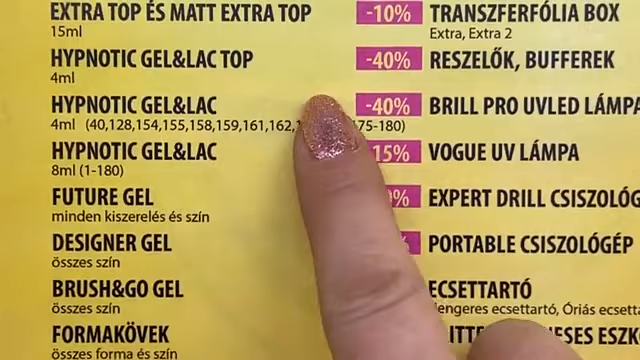 EXTRA TOP ÉS MATT EXTRA TOP -10% TRANSZFERFÓLIA BOX
15ml Extra, Extra 2
HYPNOTIC GEL&LAC TOP -40% RESZELŐK, BUFFEREK
4ml
HYPNOTIC GEL&LAC -40% BRILL PRO UVLED LÁMPA
4ml (40,128,154,155,158,159,161,162, 175-180)
HYPNOTIC GEL&LAC 15% VOGUE UV LÁMPA
8ml (1-180)
FUTURE GEL EXPERT DRILL
minden kiszerelés és szín
DESIGNER GEL PORTABLE CSISZOLÓGÉP
összes szín
BRUSH&GO GEL ECSETTARTÓ
összes szín ecsettartó, Óriás
FORMAKÖVEK
összes forma és szín